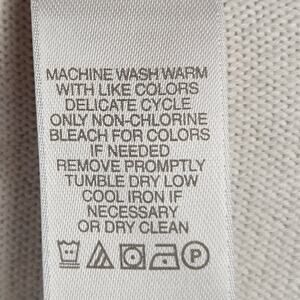 MACHINE WASH WARM
WITH LIKE COLORS
DELICATE CYCLE
ONLY NON-CHLORINE
BLEACH FOR COLORS
IF NEEDED
REMOVE PROMPTLY
TUMBLE DRY LOW
COOL IRON IF
NECESSARY
OR DRY CLEAN
P